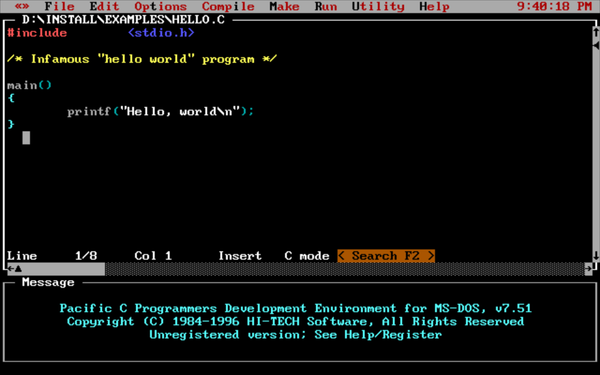 «» File Edit Options Compile Make Run Utility Help 9:40:18 PM
D:\INSTALL\EXAMPLES\HELLO.C
#include <stdio.h>
/* Infamous "hello world" program */
main()
{
printf("Hello, world\n");
}
Line 1/8 Col 1 Insert C mode < Search F2 >
Message
Pacific C Programmers Development Environment for MS-DOS, v7.51
Copyright (C) 1984-1996 HI-TECH Software, All Rights Reserved
Unregistered version; See Help/Register